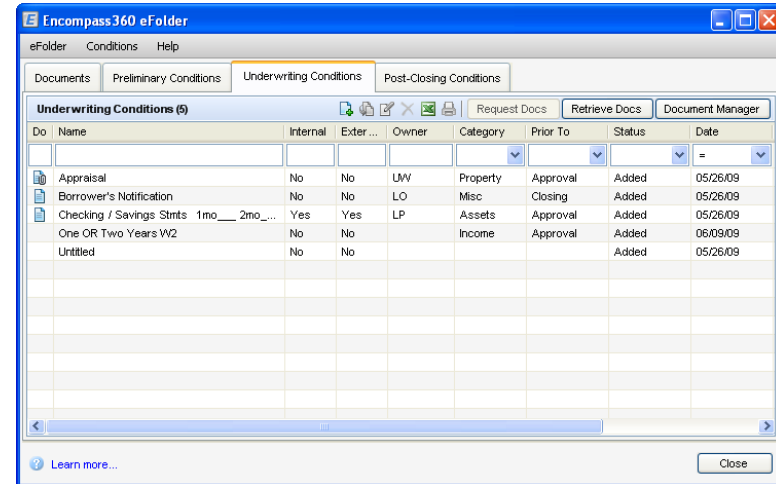 Encompass360 eFolder
eFolder Conditions Help
Documents Preliminary Conditions Underwriting Conditions Post-Closing Conditions
Underwriting Conditions (5) Request Docs Retrieve Docs Document Manager
Do Name Internal Exter... Owner Category Prior To Status Date
=
Appraisal No No UW Property Approval Added 05/26/09
Borrower's Notification No No LO Misc Closing Added 05/26/09
Checking / Savings Stmts 1mo___ 2mo_... Yes Yes LP Assets Approval Added 05/26/09
One OR Two Years W2 No No Income Approval Added 06/09/09
Untitled No No Added 05/26/09
Learn more... Close